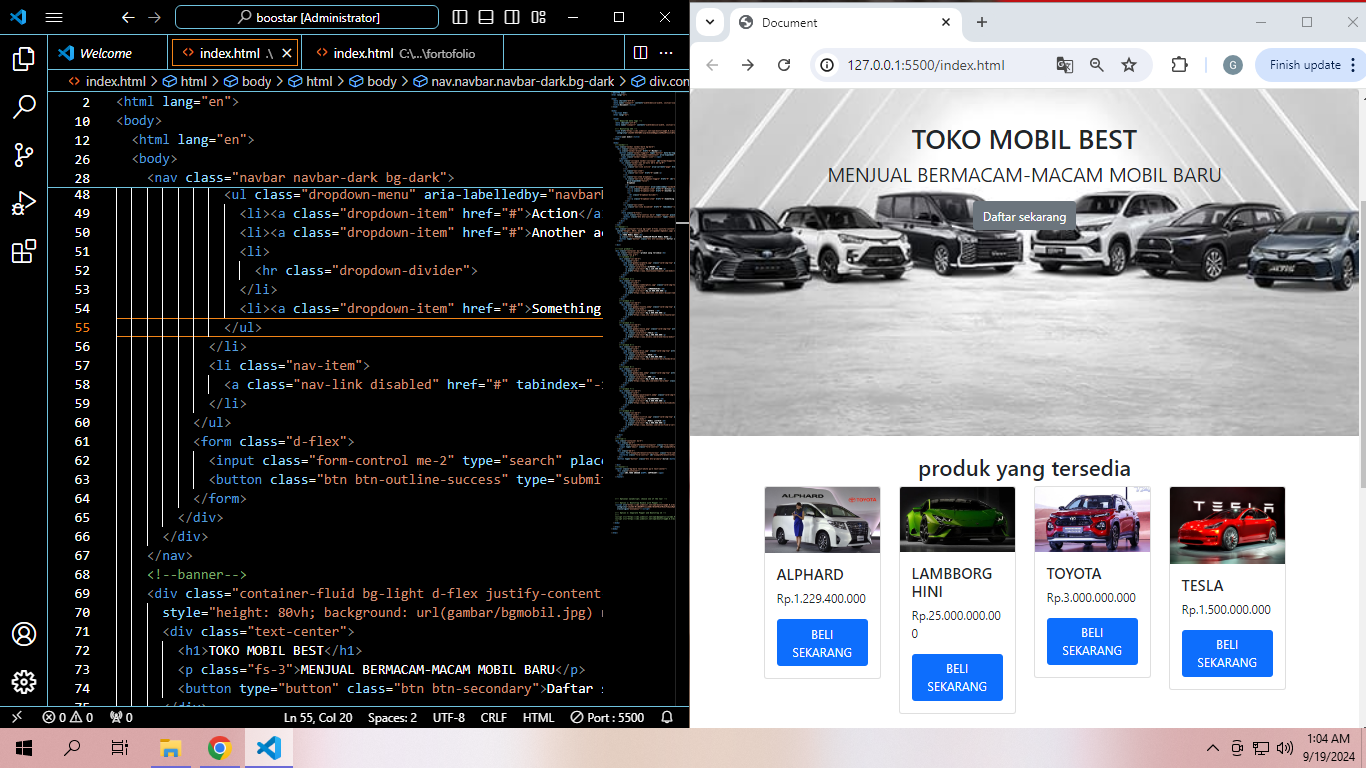 boostar [Administrator]
Welcome
index.html .\
index.html C:\...\fortofolio
index.html > html > body > html > body > nav.navbar.navbar-dark.bg-dark > div.con
2 <html lang="en">
10 <body>
12 <html lang="en">
26 <body>
28 <nav class="navbar navbar-dark bg-dark">
48 <ul class="dropdown-menu" aria-labelledby="navbar
49 <li><a class="dropdown-item" href="#">Action</a
50 <li><a class="dropdown-item" href="#">Another a
51 <li>
52 <hr class="dropdown-divider">
53 </li>
54 <li><a class="dropdown-item" href="#">Something
55 </ul>
56 </li>
57 <li class="nav-item">
58 <a class="nav-link disabled" href="#" tabindex="-
59 </li>
60 </ul>
61 <form class="d-flex">
62 <input class="form-control me-2" type="search" place
63 <button class="btn btn-outline-success" type="submi
64 </form>
65 </div>
66 </div>
67 </nav>
68 <!--banner-->
69 <div class="container-fluid bg-light d-flex justify-content
70 style="height: 80vh; background: url(gambar/bgmobil.jpg)
71 <div class="text-center">
72 <h1>TOKO MOBIL BEST</h1>
73 <p class="fs-3">MENJUAL BERMACAM-MACAM MOBIL BARU</p>
74 <button type="button" class="btn btn-secondary">Daftar
75 </div>
0 0 0 Ln 55, Col 20 Spaces: 2 UTF-8 CRLF HTML Port : 5500
Document
127.0.0.1:5500/index.html
G
Finish update
TOKO MOBIL BEST
MENJUAL BERMACAM-MACAM MOBIL BARU
Daftar sekarang
ALTIS
produk yang tersedia
ALPHARD TOYOTA
TESLA
ALPHARD
Rp.1.229.400.000
BELI
SEKARANG
LAMBBORG
HINI
Rp.25.000.000.00
0
BELI
SEKARANG
TOYOTA
Rp.3.000.000.000
BELI
SEKARANG
TESLA
Rp.1.500.000.000
BELI
SEKARANG
1:04 AM
9/19/2024